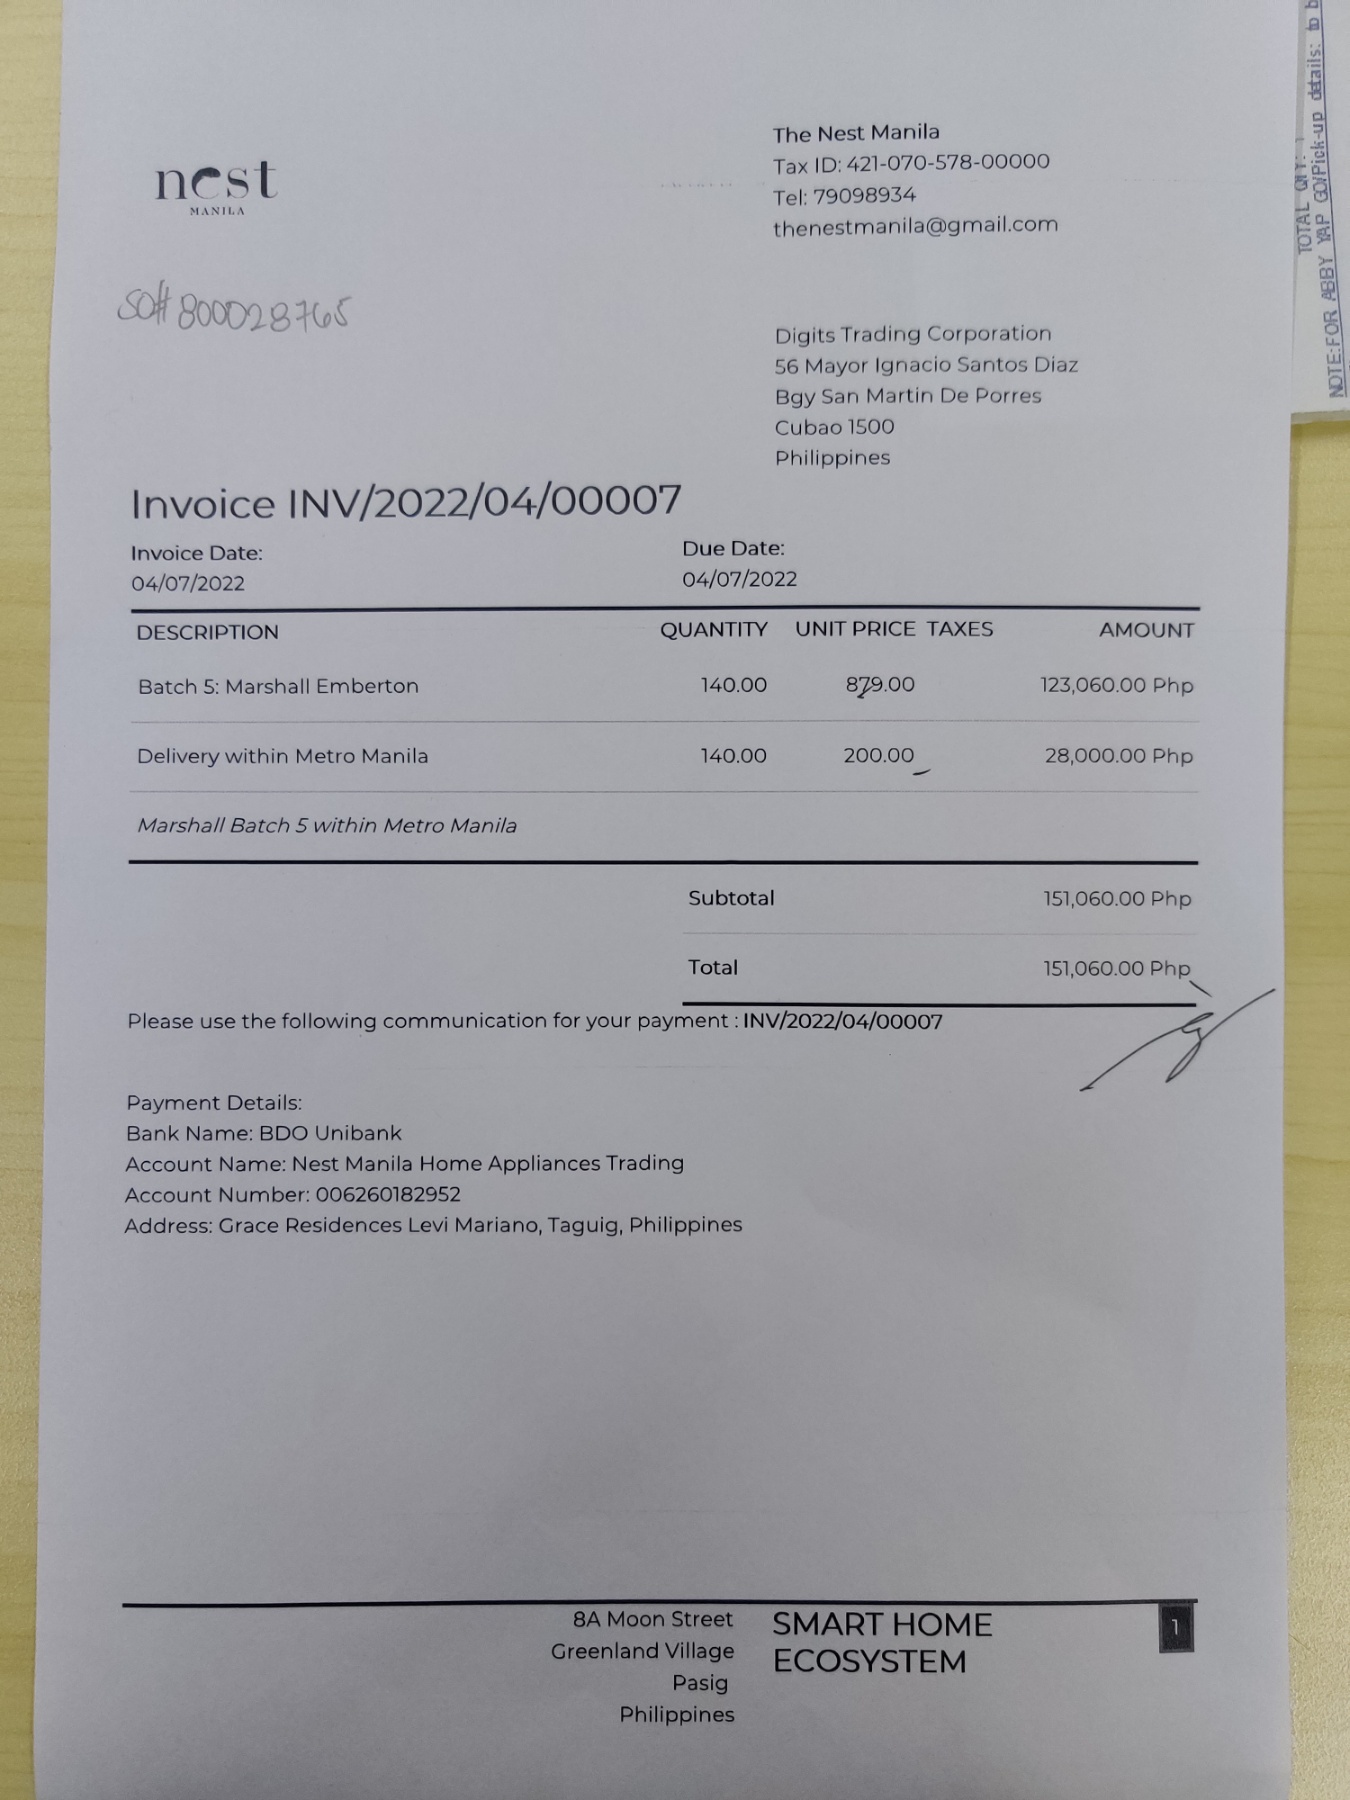 nest
MANILA
The Nest Manila
Tax ID: 421-070-578-00000
Tel: 79098934
thenestmanila@gmail.com
SO# 800028765
Digits Trading Corporation
56 Mayor Ignacio Santos Diaz
Bgy San Martin De Porres
Cubao 1500
Philippines
Invoice INV/2022/04/00007
Invoice Date: Due Date:
04/07/2022 04/07/2022
DESCRIPTION QUANTITY UNIT PRICE TAXES AMOUNT
Batch 5: Marshall Emberton 140.00 879.00 123,060.00 Php
Delivery within Metro Manila 140.00 200.00 28,000.00 Php
Marshall Batch 5 within Metro Manila
Subtotal 151,060.00 Php
Total 151,060.00 Php
Please use the following communication for your payment : INV/2022/04/00007
Payment Details:
Bank Name: BDO Unibank
Account Name: Nest Manila Home Appliances Trading
Account Number: 006260182952
Address: Grace Residences Levi Mariano, Taguig, Philippines
8A Moon Street
Greenland Village
Pasig
Philippines
SMART HOME
ECOSYSTEM
1
TOTAL QTY: 1
NOTE:FOR ABBY YAP GO/Pick-up details: to b